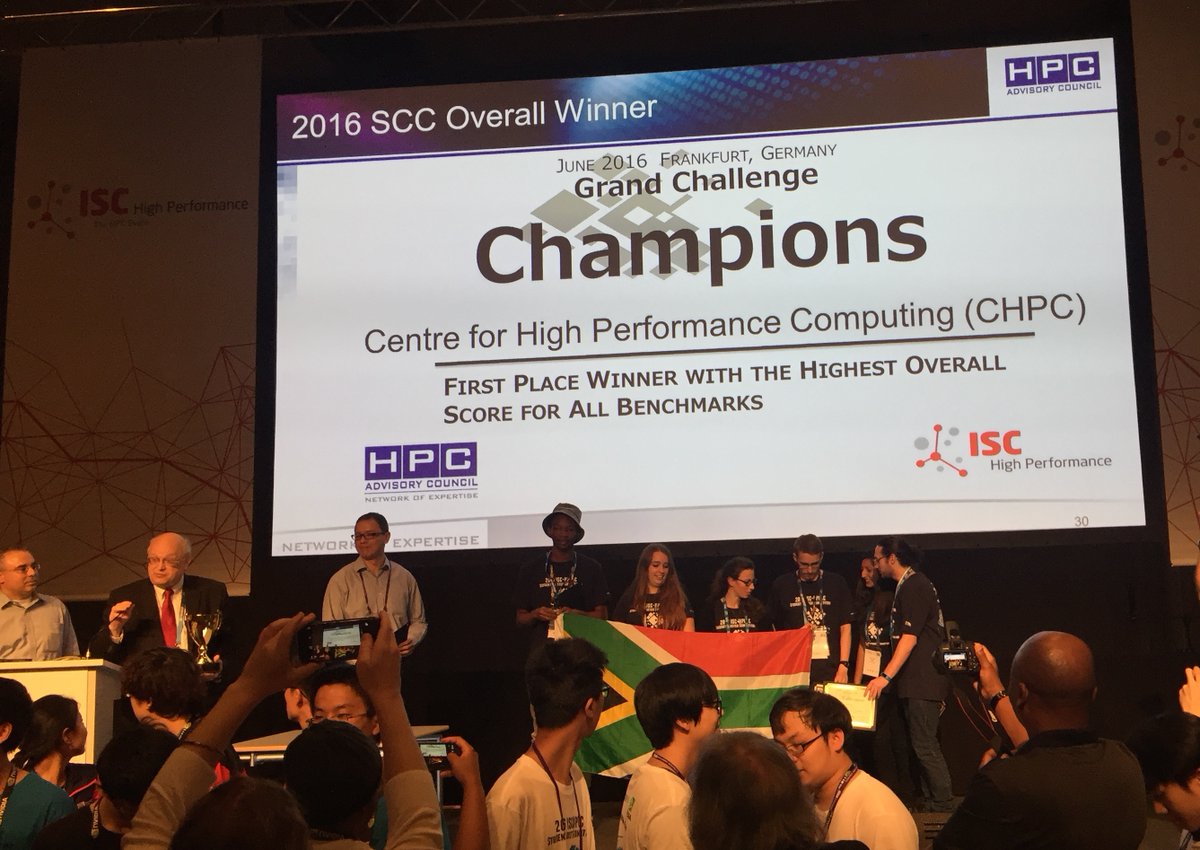 2016 SCC Overall Winner
HPC
ADVISORY COUNCIL
JUNE 2016 FRANKFURT, GERMANY
Grand Challenge
Champions
Centre for High Performance Computing (CHPC)
FIRST PLACE WINNER WITH THE HIGHEST OVERALL
SCORE FOR ALL BENCHMARKS
HPC
ADVISORY COUNCIL
NETWORK OF EXPERTISE
ISC
High Performance
30
NETWORK EXPERTISE
ISC High Performance